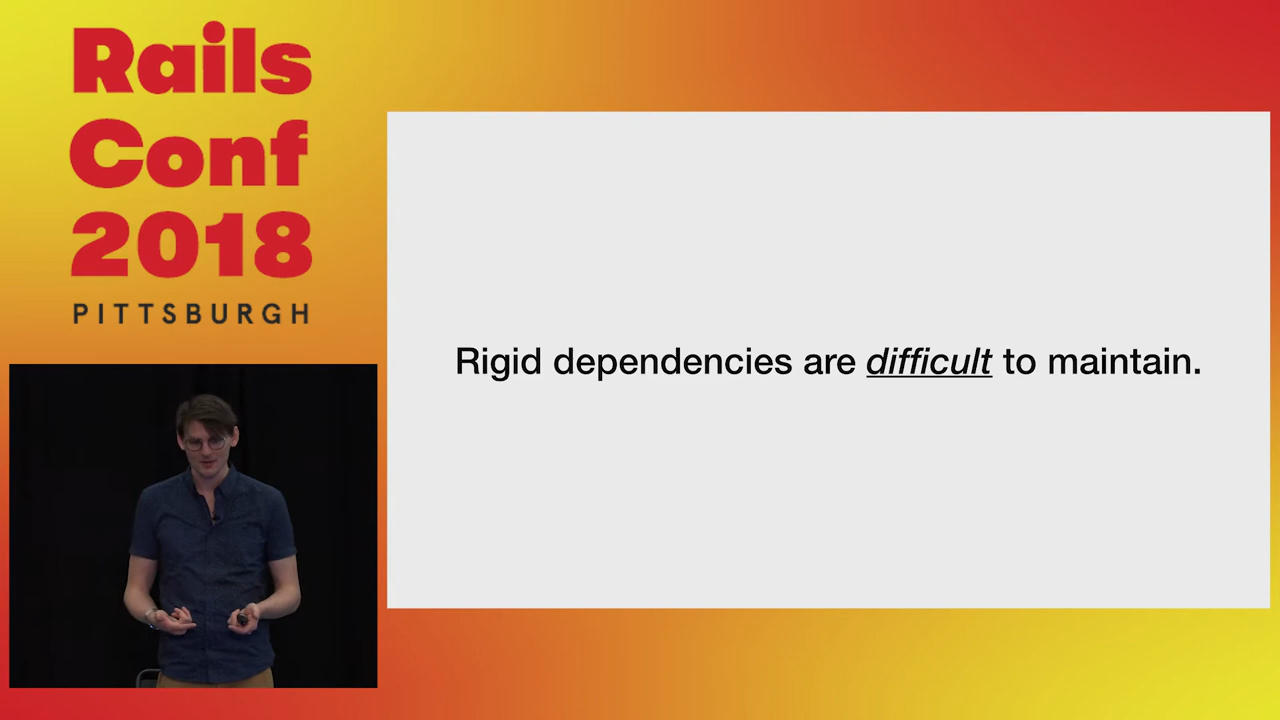 Rails
Conf
2018
PITTSBURGH
Rigid dependencies are difficult to maintain.